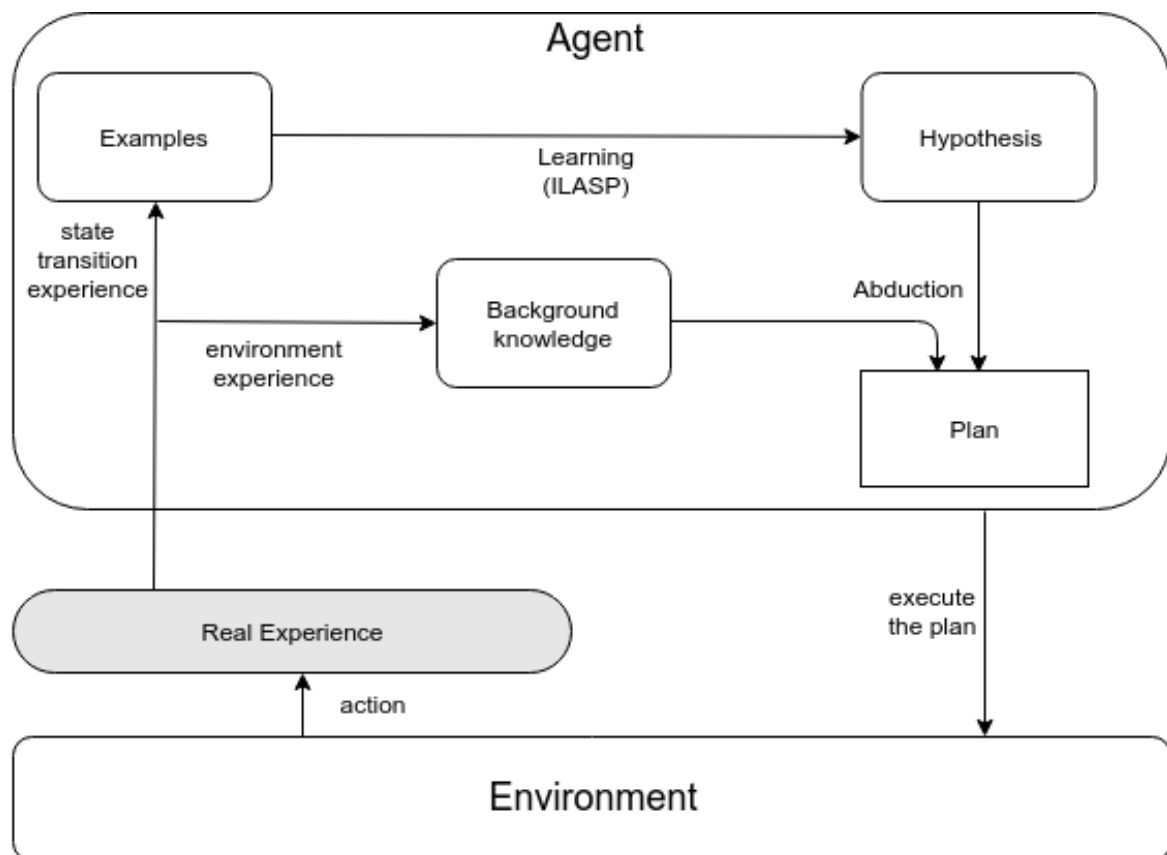 Agent
Examples
Hypothesis
Learning
(ILASP)
state
transition
experience
Background
knowledge
Abduction
environment
experience
Plan
execute
the plan
Real Experience
action
Environment